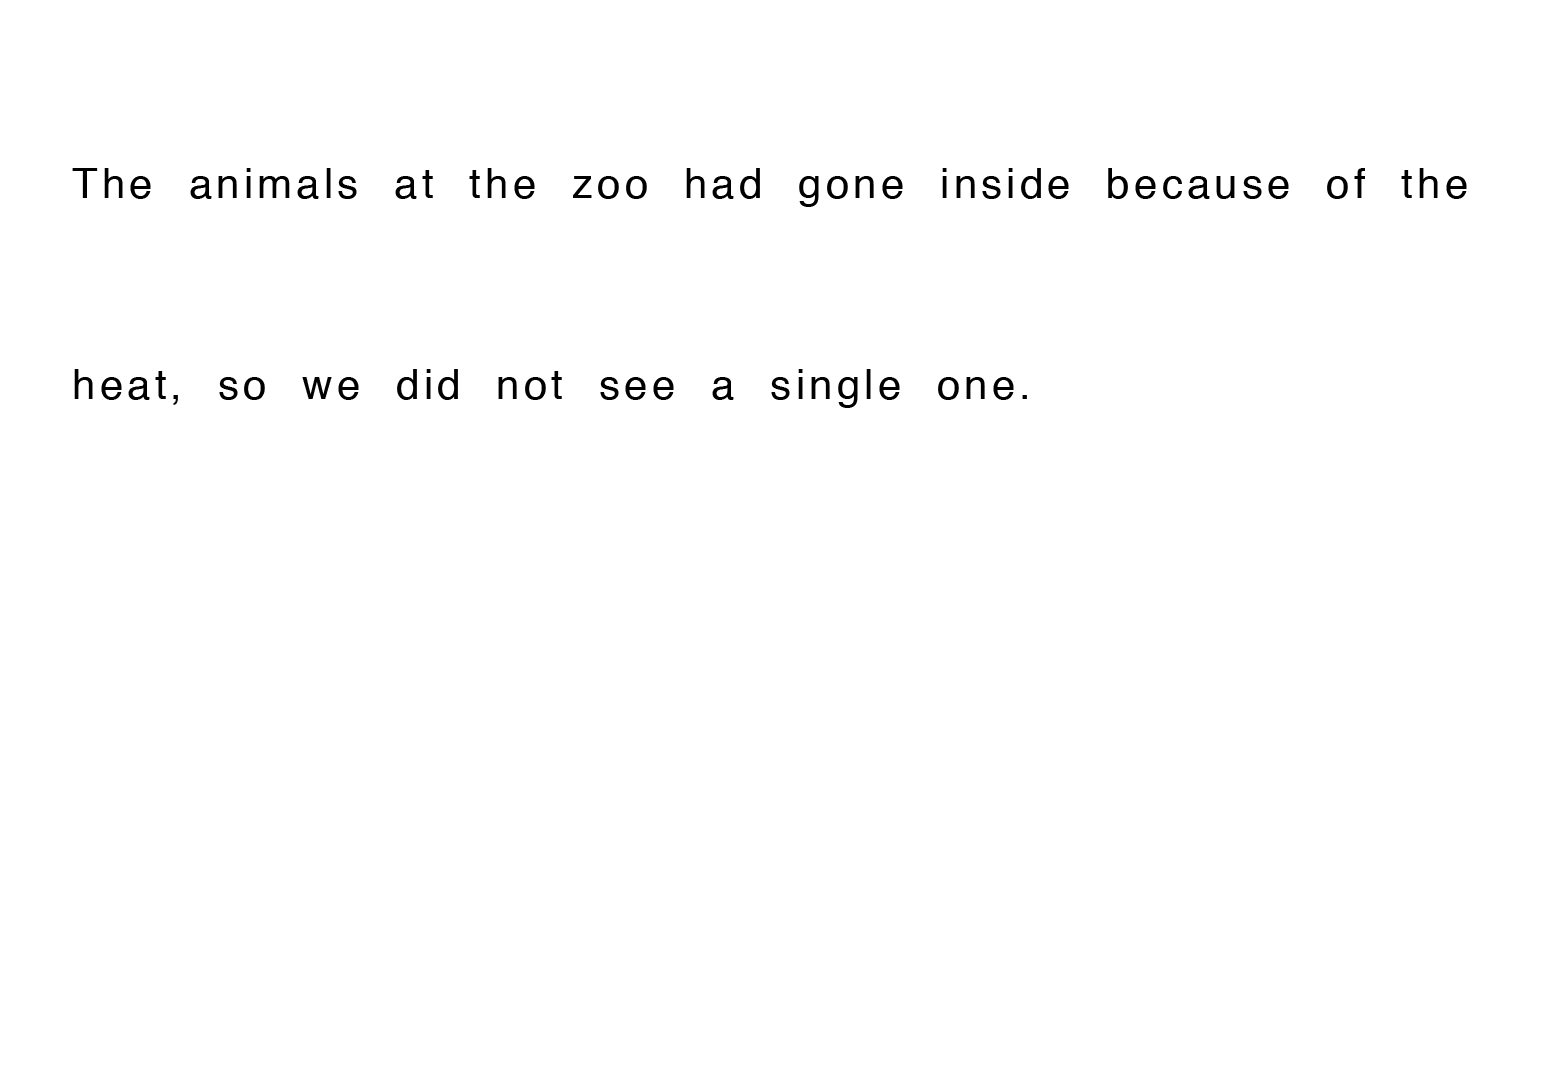 The animals at the zoo had gone inside because of the
heat, so we did not see a single one.